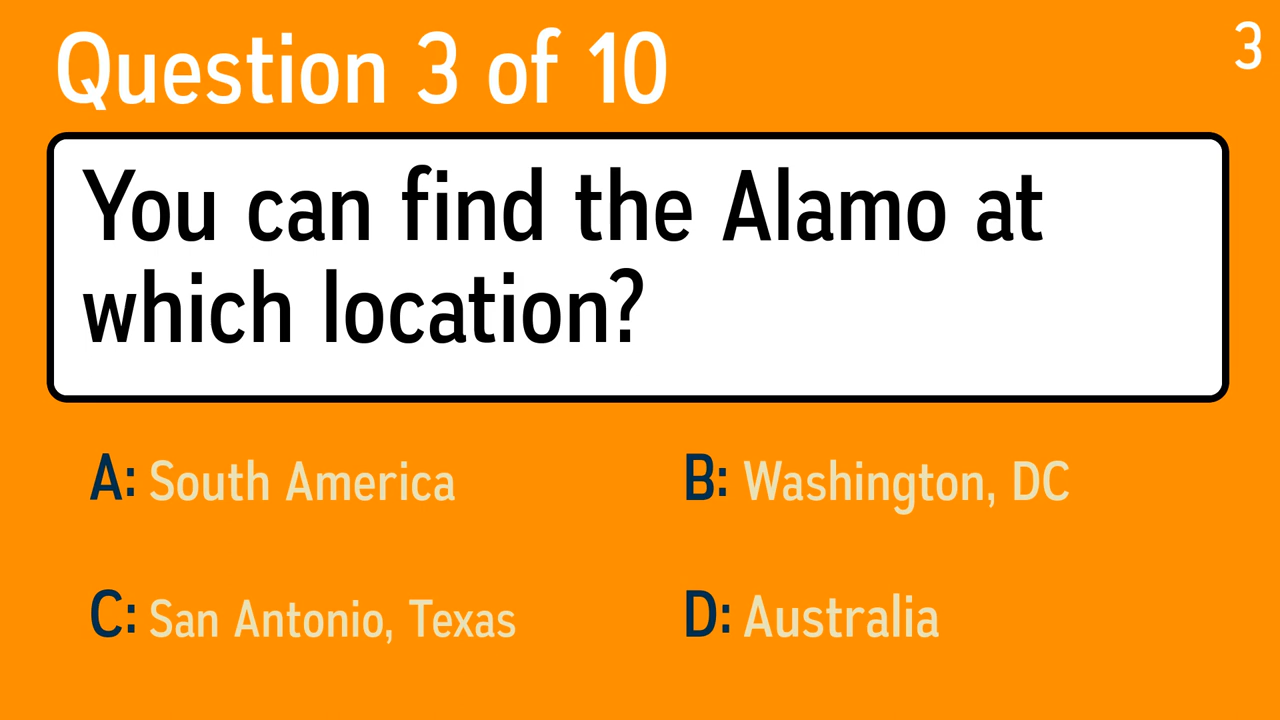 Question 3 of 10
3
You can find the Alamo at
which location?
A: South America
B: Washington, DC
C: San Antonio, Texas
D: Australia